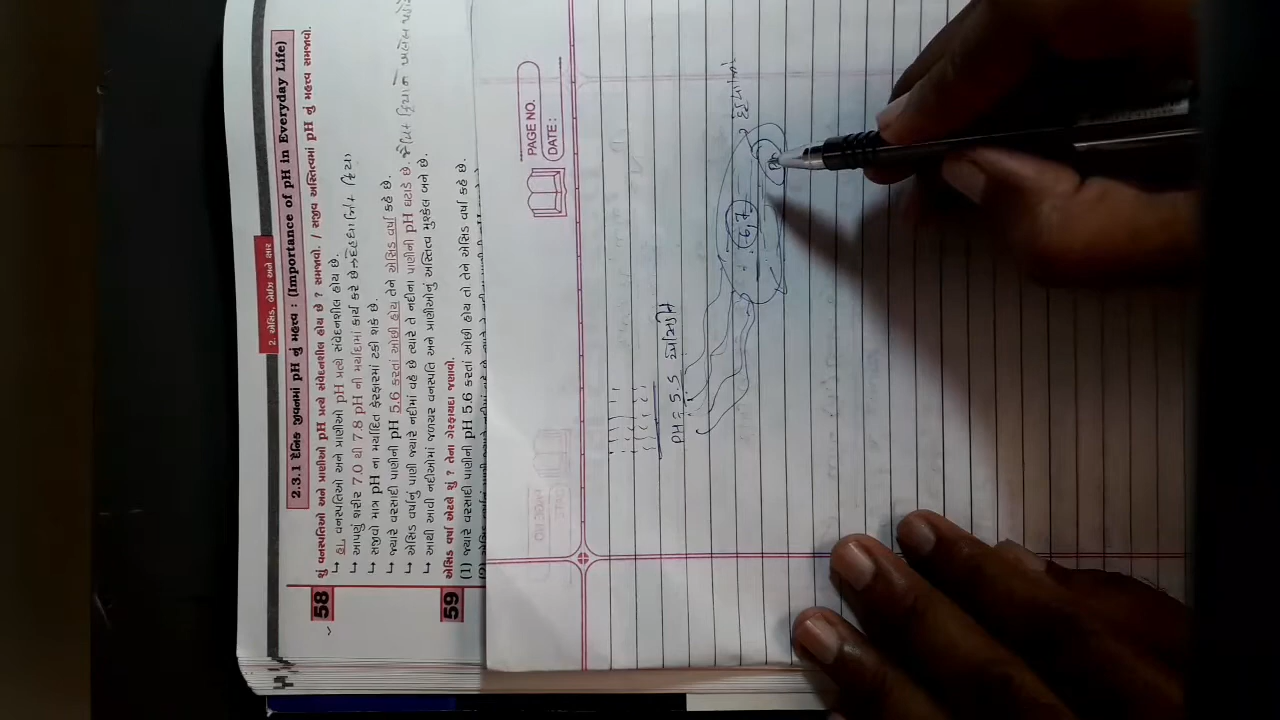 2. એસિડ, બેઈઝ અને ક્ષાર
2.3.1 દૈનિક જીવનમાં pH નું મહત્ત્વ : (Importance of pH in Everyday Life)
58 શું વનસ્પતિઓ અને પ્રાણીઓ pH પ્રત્યે સંવેદનશીલ હોય છે ? સમજાવો. / સજીવ અસ્તિત્વમાં pH નું મહત્ત્વ સમજાવો.
↳ હા, વનસ્પતિઓ અને પ્રાણીઓ pH પ્રત્યે સંવેદનશીલ હોય છે.
↳ આપણું શરીર 7.0 થી 7.8 pH ની મર્યાદામાં કાર્ય કરે છે.
↳ સજીવો માત્ર pH ના મર્યાદિત ફેરફારમાં ટકી શકે છે.
↳ જ્યારે વરસાદી પાણીની pH 5.6 કરતાં ઓછી હોય તેને એસિડ વર્ષા કહે છે.
↳ એસિડ વર્ષાનું પાણી જ્યારે નદીમાં વહે છે ત્યારે તે નદીના પાણીની pH ઘટાડે છે.
↳ આથી આવી નદીઓમાં જળચર વનસ્પતિ અને પ્રાણીઓનું અસ્તિત્વ મુશ્કેલ બને છે.
59 એસિડ વર્ષા એટલે શું ? તેના ગેરફાયદા જણાવો.
(1) જ્યારે વરસાદી પાણીની pH 5.6 કરતાં ઓછી હોય તો તેને એસિડ વર્ષા કહે છે.
PAGE NO.
DATE :
PH = 5.5
6,7